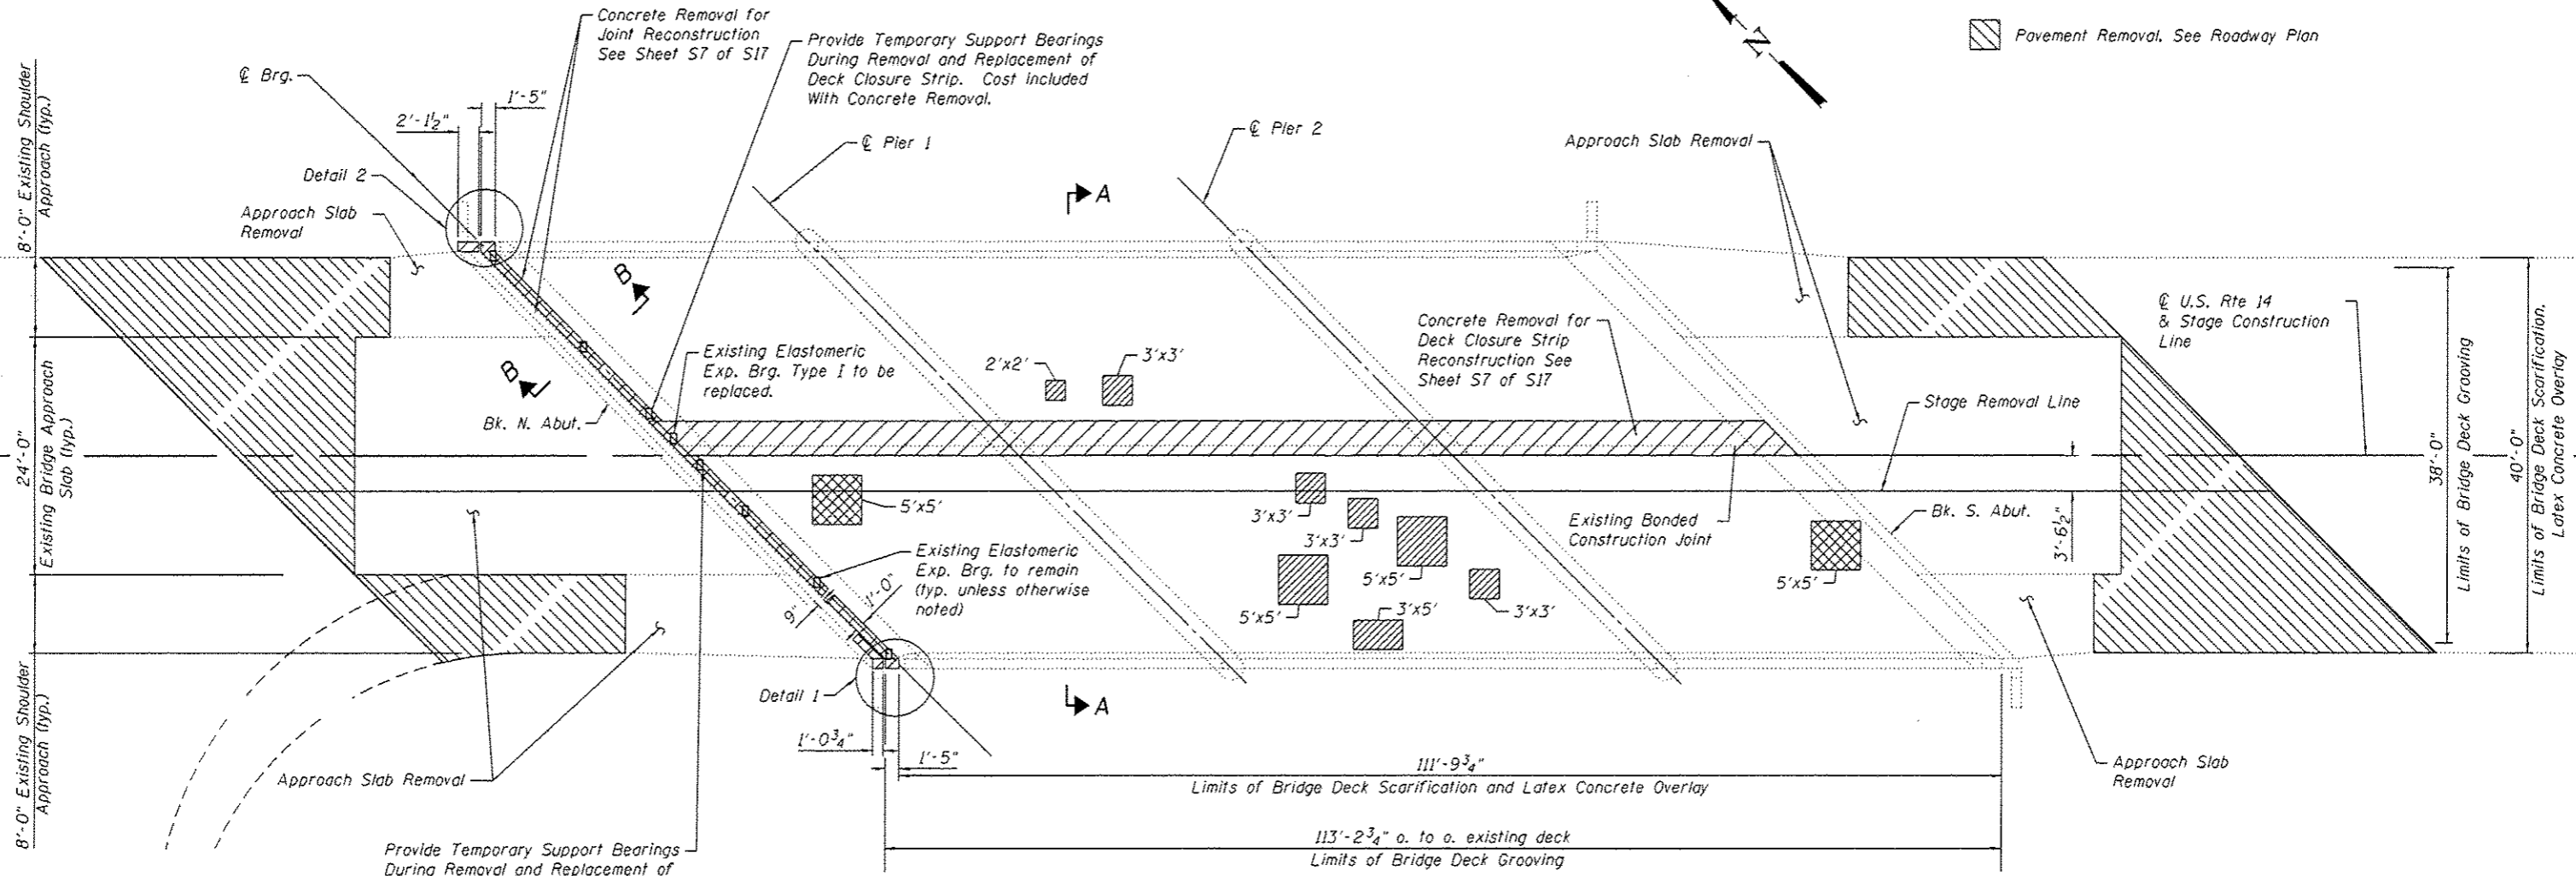 Concrete Removal for
Joint Reconstruction
See Sheet S7 of S17
Provide Temporary Support Bearings
During Removal and Replacement of
Deck Closure Strip. Cost included
With Concrete Removal.
N
Pavement Removal. See Roadway Plan
℄ Brg.
1'-5"
2'-1½"
℄ Pier 1
℄ Pier 2
Approach Slab Removal
A
Detail 2
Approach Slab
Removal
8'-0" Existing Shoulder
Approach (typ.)
B
B
Existing Elastomeric
Exp. Brg. Type I to be
replaced.
2'x2'
3'x3'
Concrete Removal for
Deck Closure Strip
Reconstruction See
Sheet S7 of S17
℄ U.S. Rte 14
& Stage Construction
Line
Stage Removal Line
Bk. N. Abut.
24'-0"
Existing Bridge Approach
Slab (typ.)
5'x5'
3'x3'
3'x3'
5'x5'
5'x5'
3'x5'
3'x3'
Existing Bonded
Construction Joint
5'x5'
Bk. S. Abut.
3'-6½"
38'-0"
Limits of Bridge Deck Grooving
40'-0"
Limits of Bridge Deck Scarification.
Latex Concrete Overlay
Existing Elastomeric
Exp. Brg. to remain
(typ. unless otherwise
noted)
1'-0"
9"
Detail 1
A
8'-0" Existing Shoulder
Approach (typ.)
1'-0¾"
1'-5"
Approach Slab Removal
111'-9¾"
Limits of Bridge Deck Scarification and Latex Concrete Overlay
Approach Slab
Removal
113'-2¾" o. to o. existing deck
Limits of Bridge Deck Grooving
Provide Temporary Support Bearings
During Removal and Replacement of